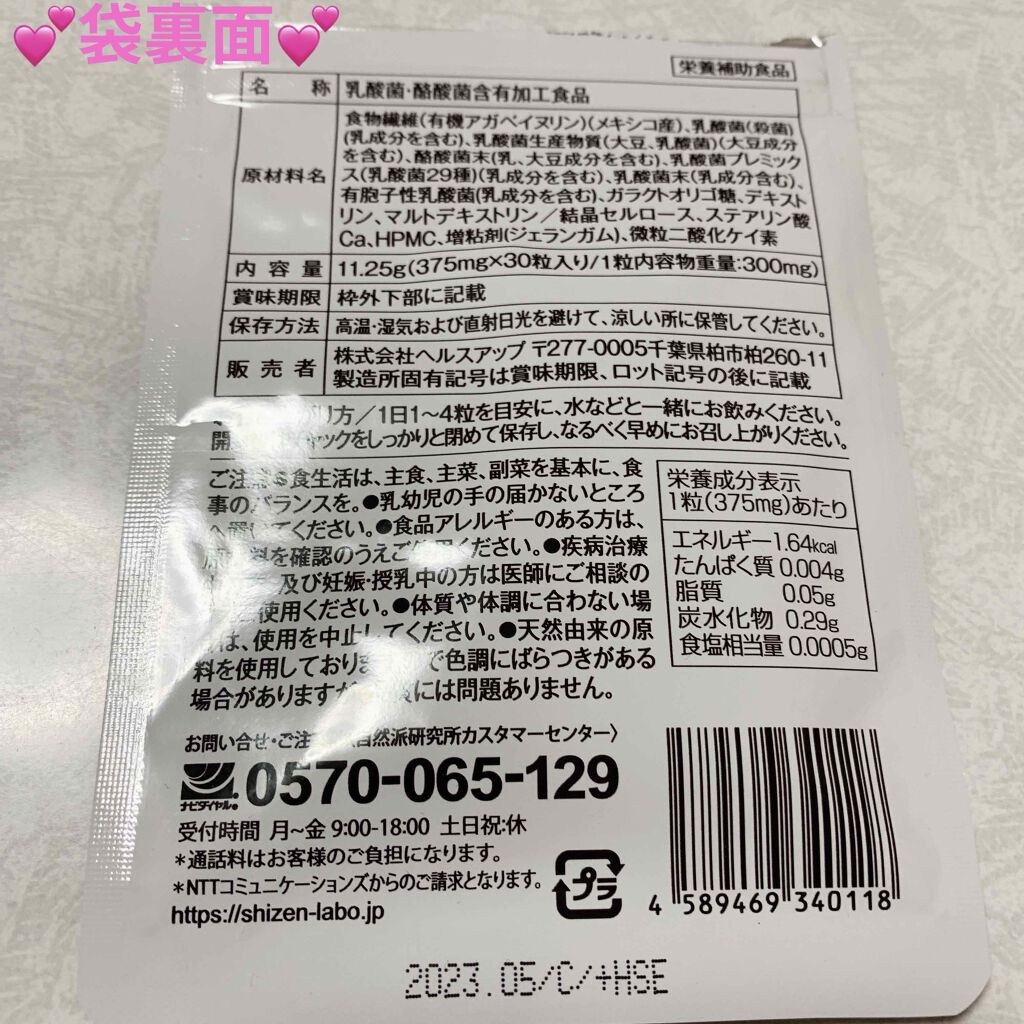 💕袋裏面💕
栄養補助食品
名称 乳酸菌・酪酸菌含有加工食品
原材料名
食物繊維(有機アガベイヌリン)(メキシコ産)、乳酸菌(殺菌)
(乳成分を含む)、乳酸菌生産物質(大豆、乳酸菌)(大豆成分
を含む)、酪酸菌末(乳、大豆成分を含む)、乳酸菌プレミック
ス(乳酸菌29種)(乳成分を含む)、乳酸菌末(乳成分含む)、
有胞子性乳酸菌(乳成分を含む)、ガラクトオリゴ糖、デキスト
リン、マルトデキストリン／結晶セルロース、ステアリン酸
Ca、HPMC、増粘剤(ジェランガム)、微粒二酸化ケイ素
内容量 11.25g(375mg×30粒入り/1粒内容物重量:300mg)
賞味期限 枠外下部に記載
保存方法 高温・湿気および直射日光を避けて、涼しい所に保管してください。
販売者
株式会社ヘルスアップ 〒277-0005千葉県柏市柏260-11
製造所固有記号は賞味期限、ロット記号の後に記載
り方／1日1～4粒を目安に、水などと一緒にお飲みください。
開 ャックをしっかりと閉めて保存し、なるべく早めにお召し上がりください。
ご注意●食生活は、主食、主菜、副菜を基本に、食
事のバランスを。●乳幼児の手の届かないところ
へ置いてください。●食品アレルギーのある方は、
原 料を確認のうえご使用ください。●疾病治療
及び妊娠・授乳中の方は医師にご相談の
使用ください。●体質や体調に合わない場
は、使用を中止してください。●天然由来の原
料を使用しておりま で色調にばらつきがある
場合がありますが には問題ありません。
栄養成分表示
1粒(375mg)あたり
エネルギー 1.64kcal
たんぱく質 0.004g
脂質 0.05g
炭水化物 0.29g
食塩相当量 0.0005g
お問い合せ・ご注 自然派研究所カスタマーセンター〉
ナビダイヤル® 0570-065-129
受付時間 月～金 9:00-18:00 土日祝:休
*通話料はお客様のご負担になります。
*NTTコミュニケーションズからのご請求となります。
https://shizen-labo.jp
プラ
4 589469 340118
2023.05/C/+HSE